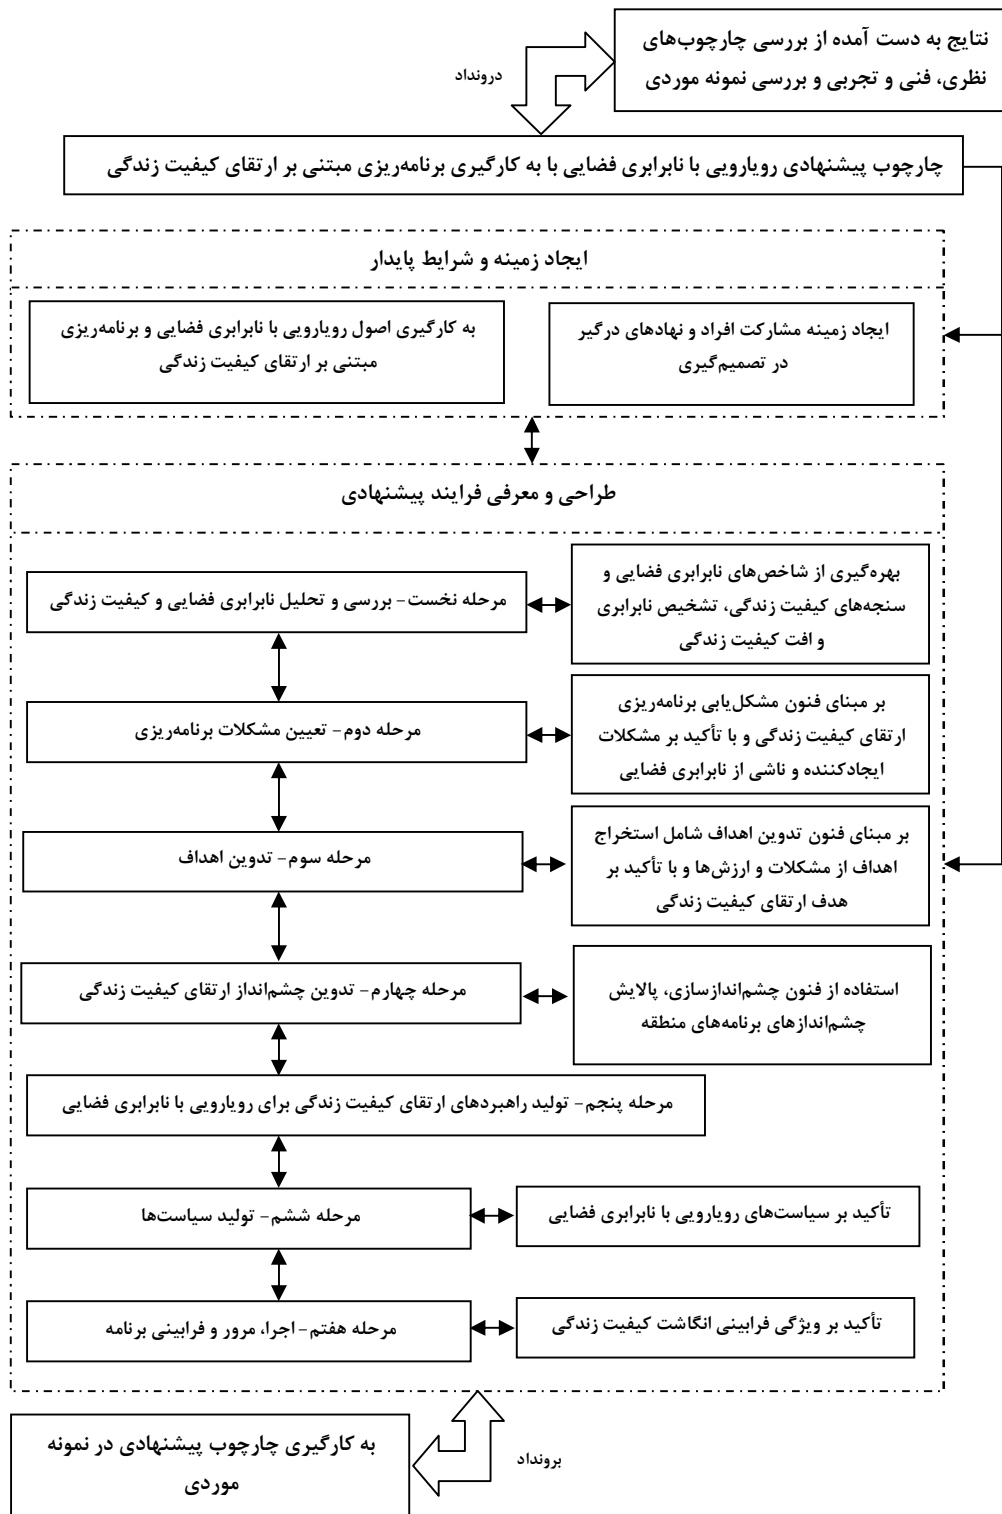 نتایج به دست آمده از بررسی چارچوب‌های
نظری، فنی و تجربی و بررسی نمونه موردی
دروندا‌د
چارچوب پیشنهادی رویارویی با نابرابری فضایی با به کارگیری برنامه‌ریزی مبتنی بر ارتقای کیفیت زندگی
ایجاد زمینه و شرایط پایدار
ایجاد زمینه مشارکت افراد و نهادهای درگیر
در تصمیم‌گیری
به کارگیری اصول رویارویی با نابرابری فضایی و برنامه‌ریزی
مبتنی بر ارتقای کیفیت زندگی
طراحی و معرفی فرایند پیشنهادی
بهره‌گیری از شاخص‌های نابرابری فضایی و
سنجه‌های کیفیت زندگی، تشخیص نابرابری
و افت کیفیت زندگی
مرحله نخست- بررسی و تحلیل نابرابری فضایی و کیفیت زندگی
بر مبنای فنون مشکل‌یابی برنامه‌ریزی
ارتقای کیفیت زندگی و با تأکید بر مشکلات
ایجادکننده و ناشی از نابرابری فضایی
مرحله دوم- تعیین مشکلات برنامه‌ریزی
بر مبنای فنون تدوین اهداف شامل استخراج
اهداف از مشکلات و ارزش‌ها و با تأکید بر
هدف ارتقای کیفیت زندگی
مرحله سوم- تدوین اهداف
استفاده از فنون چشم‌اندازسازی، پالایش
چشم‌اندازهای برنامه‌های منطقه
مرحله چهارم- تدوین چشم‌انداز ارتقای کیفیت زندگی
مرحله پنجم- تولید راهبردهای ارتقای کیفیت زندگی برای رویارویی با نابرابری فضایی
تأکید بر سیاست‌های رویارویی با نابرابری فضایی
مرحله ششم- تولید سیاست‌ها
تأکید بر ویژگی فرابینی انگاشت کیفیت زندگی
مرحله هفتم- اجرا، مرور و فرابینی برنامه
برونداد
به کارگیری چارچوب پیشنهادی در نمونه
موردی